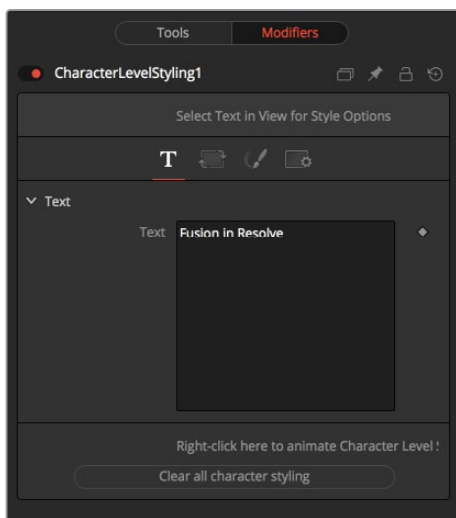 Tools Modifiers
CharacterLevelStyling1
Select Text in View for Style Options
T
Text
Text Fusion in Resolve
Right-click here to animate Character Level
Clear all character styling